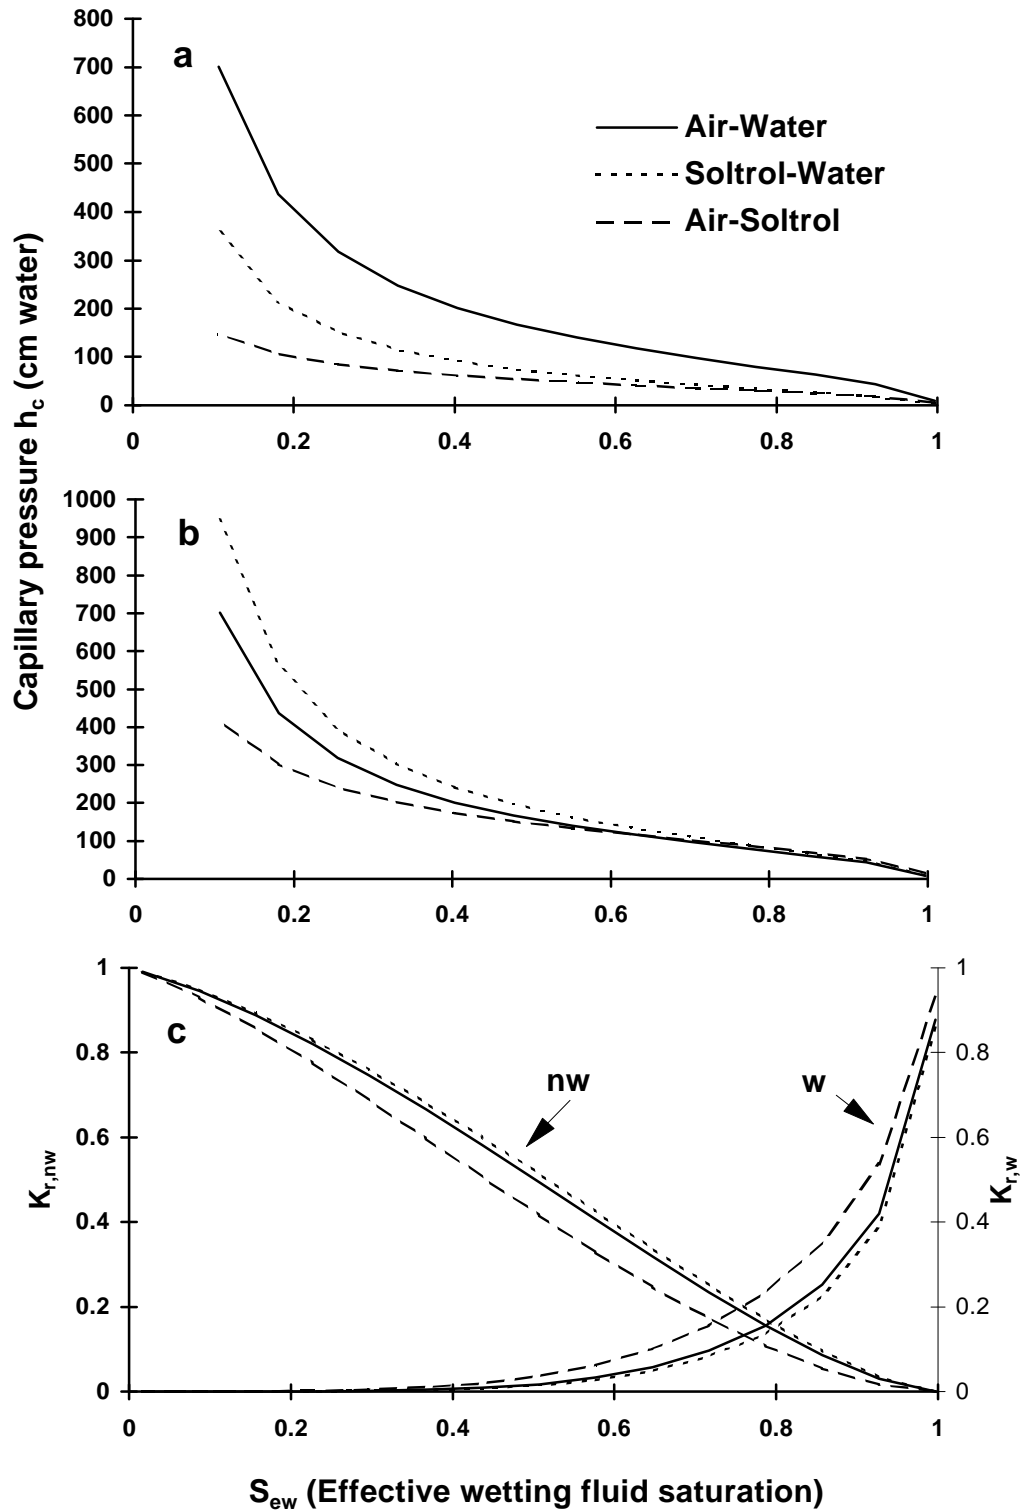 800
700
600
500
400
300
200
100
0
0 0.2 0.4 0.6 0.8 1
a
Air-Water
Soltrol-Water
Air-Soltrol
Capillary pressure h_c (cm water)
1000
900
800
700
600
500
400
300
200
100
0
0 0.2 0.4 0.6 0.8 1
b
1
0.8
0.6
0.4
0.2
0
K_r,nw
c
nw
w
1
0.8
0.6
0.4
0.2
0
K_r,w
0 0.2 0.4 0.6 0.8 1
S_ew (Effective wetting fluid saturation)